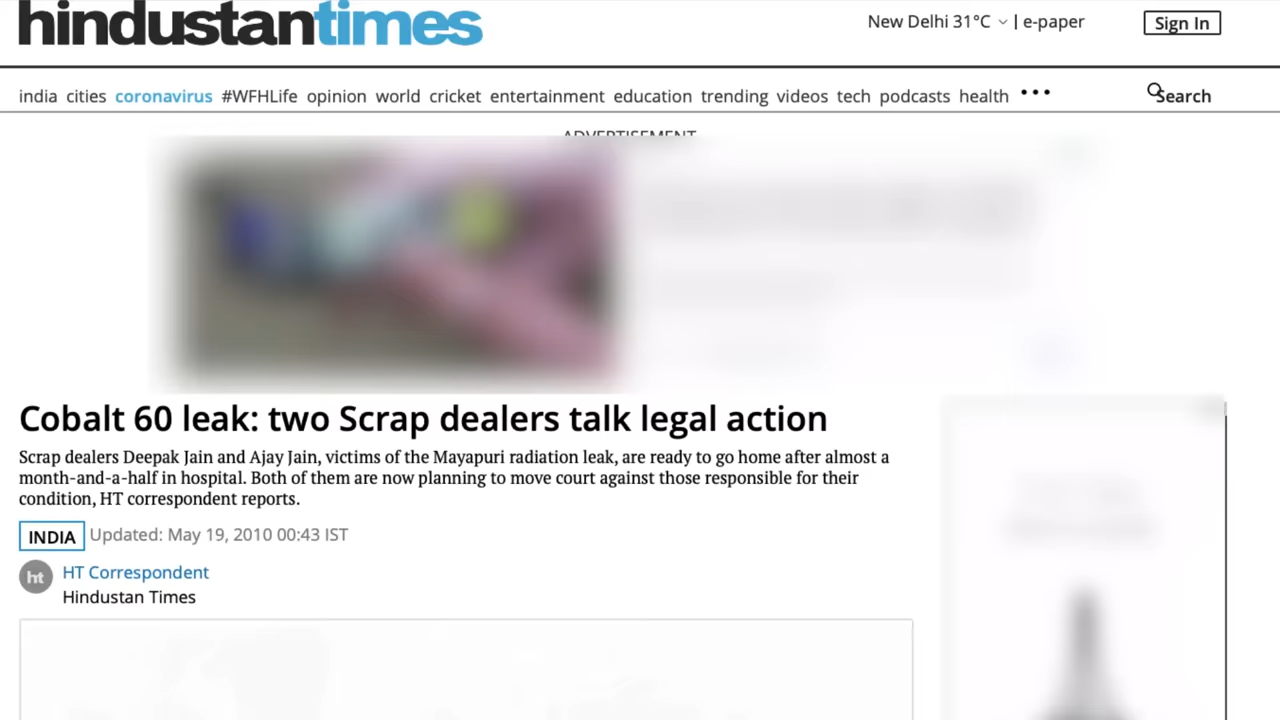 hindustantimes
New Delhi 31°C | e-paper
Sign In
india cities coronavirus #WFHLife opinion world cricket entertainment education trending videos tech podcasts health
Search
ADVERTISEMENT
Cobalt 60 leak: two Scrap dealers talk legal action
Scrap dealers Deepak Jain and Ajay Jain, victims of the Mayapuri radiation leak, are ready to go home after almost a
month-and-a-half in hospital. Both of them are now planning to move court against those responsible for their
condition, HT correspondent reports.
INDIA Updated: May 19, 2010 00:43 IST
ht
HT Correspondent
Hindustan Times